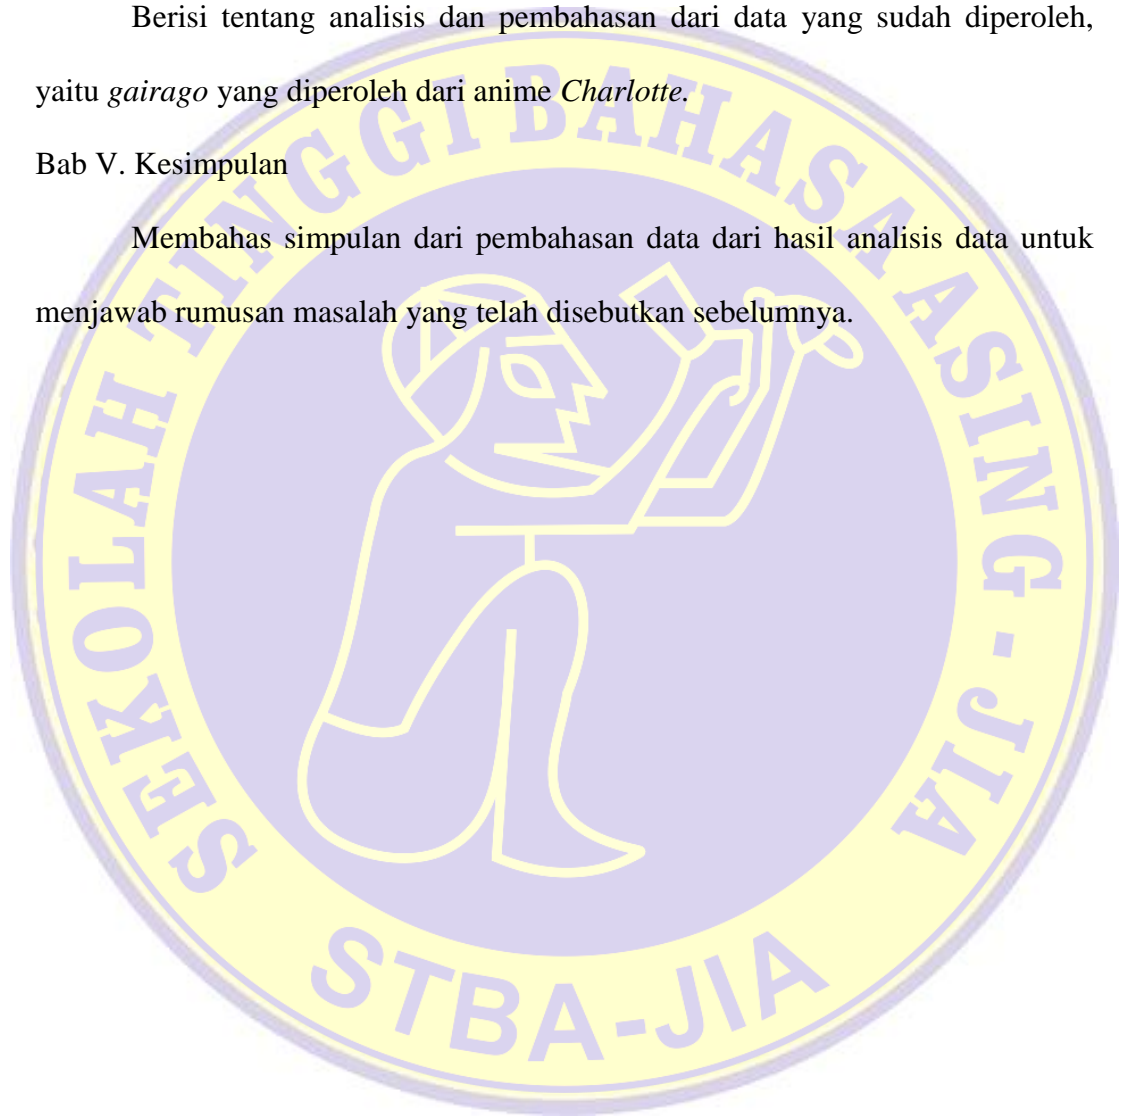 Berisi tentang analisis dan pembahasan dari data yang sudah diperoleh,
yaitu gairago yang diperoleh dari anime Charlotte.
Bab V. Kesimpulan
Membahas simpulan dari pembahasan data dari hasil analisis data untuk
menjawab rumusan masalah yang telah disebutkan sebelumnya.
SEKOLAH TINGGI BAHASA ASING - JIA
STBA-JIA